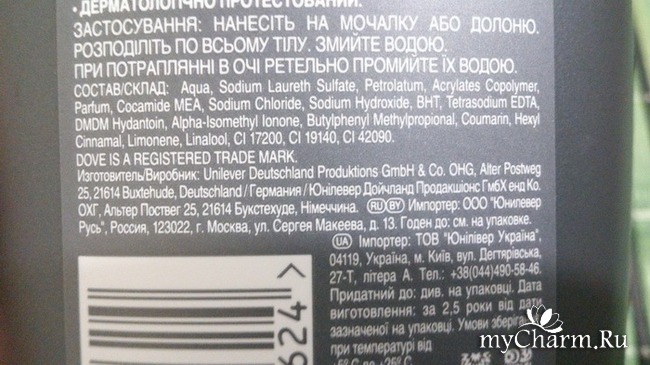 • ДЕРМАТОЛОГІЧНО ПРОТЕСТОВАНИЙ.
ЗАСТОСУВАННЯ: НАНЕСІТЬ НА МОЧАЛКУ АБО ДОЛОНЮ.
РОЗПОДІЛІТЬ ПО ВСЬОМУ ТІЛУ. ЗМИЙТЕ ВОДОЮ.
ПРИ ПОТРАПЛЯННІ В ОЧІ РЕТЕЛЬНО ПРОМИЙТЕ ЇХ ВОДОЮ.
СОСТАВ/СКЛАД: Aqua, Sodium Laureth Sulfate, Petrolatum, Acrylates Copolymer,
Parfum, Cocamide MEA, Sodium Chloride, Sodium Hydroxide, BHT, Tetrasodium EDTA,
DMDM Hydantoin, Alpha-Isomethyl Ionone, Butylphenyl Methylpropional, Coumarin, Hexyl
Cinnamal, Limonene, Linalool, CI 17200, CI 19140, CI 42090.
DOVE IS A REGISTERED TRADE MARK.
Изготовитель/Виробник: Unilever Deutschland Produktions GmbH & Co. OHG, Alter Postweg
25, 21614 Buxtehude, Deutschland / Германия / Юнілевер Дойчланд Продакшіонс ГмбХ енд Ко.
ОХГ, Альтер Поствег 25, 21614 Букстехуде, Німеччина. RU BY Импортер: ООО "Юнилевер
Русь", Россия, 123022, г. Москва, ул. Сергея Макеева, д. 13. Годен до: см. на упаковке.
UA Імпортер: ТОВ "Юнілівер Україна",
04119, Україна, м. Київ, вул. Дегтярівська,
27-Т, літера А. Тел.: +38(044)490-58-46.
Придатний до: див. на упаковці. Дата
виготовлення: за 2,5 роки від дати
зазначеної на упаковці. Умови зберіга
при температурі від
+5°С до +25°С
624 >
myCharm.Ru